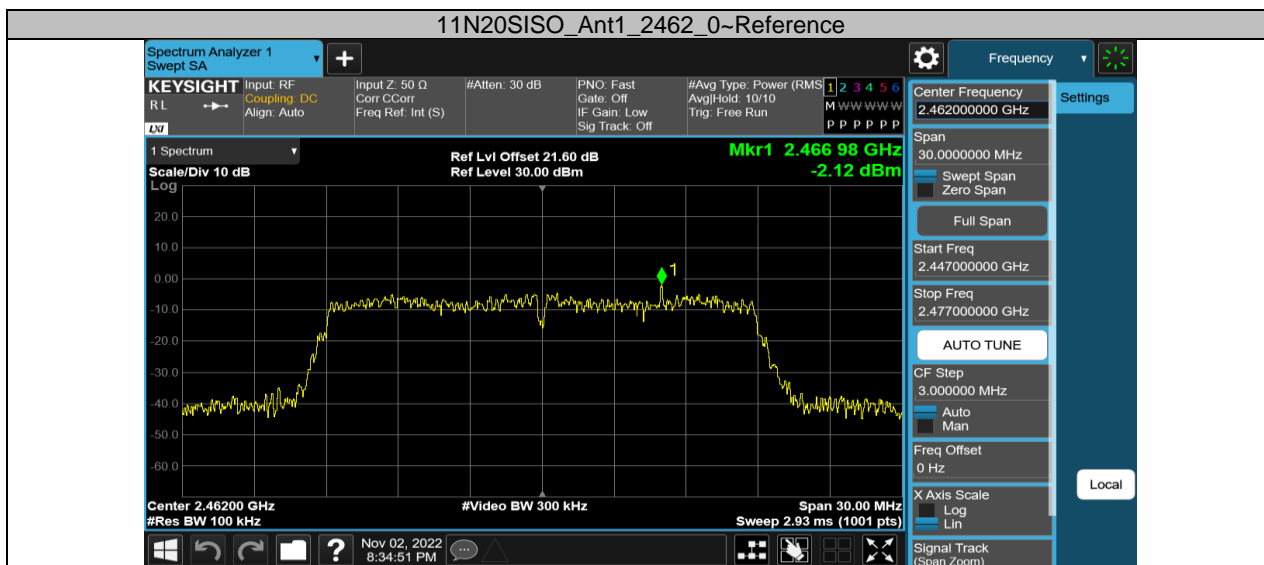 11N20SISO_Ant1_2462_0~Reference
Spectrum Analyzer 1
Swept SA
Frequency
KEYSIGHT
R L
LXI
Input: RF
Coupling: DC
Align: Auto
Input Z: 50 Ω
Corr CCorr
Freq Ref: Int (S)
#Atten: 30 dB
PNO: Fast
Gate: Off
IF Gain: Low
Sig Track: Off
#Avg Type: Power (RMS
Avg|Hold: 10/10
Trig: Free Run
1 2 3 4 5 6
M W W W W W
P P P P P P
1 Spectrum
Scale/Div 10 dB
Log
Ref Lvl Offset 21.60 dB
Ref Level 30.00 dBm
Mkr1 2.466 98 GHz
-2.12 dBm
20.0
10.0
0.00
-10.0
-20.0
-30.0
-40.0
-50.0
-60.0
1
Center 2.46200 GHz
#Res BW 100 kHz
#Video BW 300 kHz
Span 30.00 MHz
Sweep 2.93 ms (1001 pts)
Nov 02, 2022
8:34:51 PM
Center Frequency
2.462000000 GHz
Settings
Span
30.0000000 MHz
Swept Span
Zero Span
Full Span
Start Freq
2.447000000 GHz
Stop Freq
2.477000000 GHz
AUTO TUNE
CF Step
3.000000 MHz
Auto
Man
Freq Offset
0 Hz
X Axis Scale
Log
Lin
Local
Signal Track
(Span Zoom)